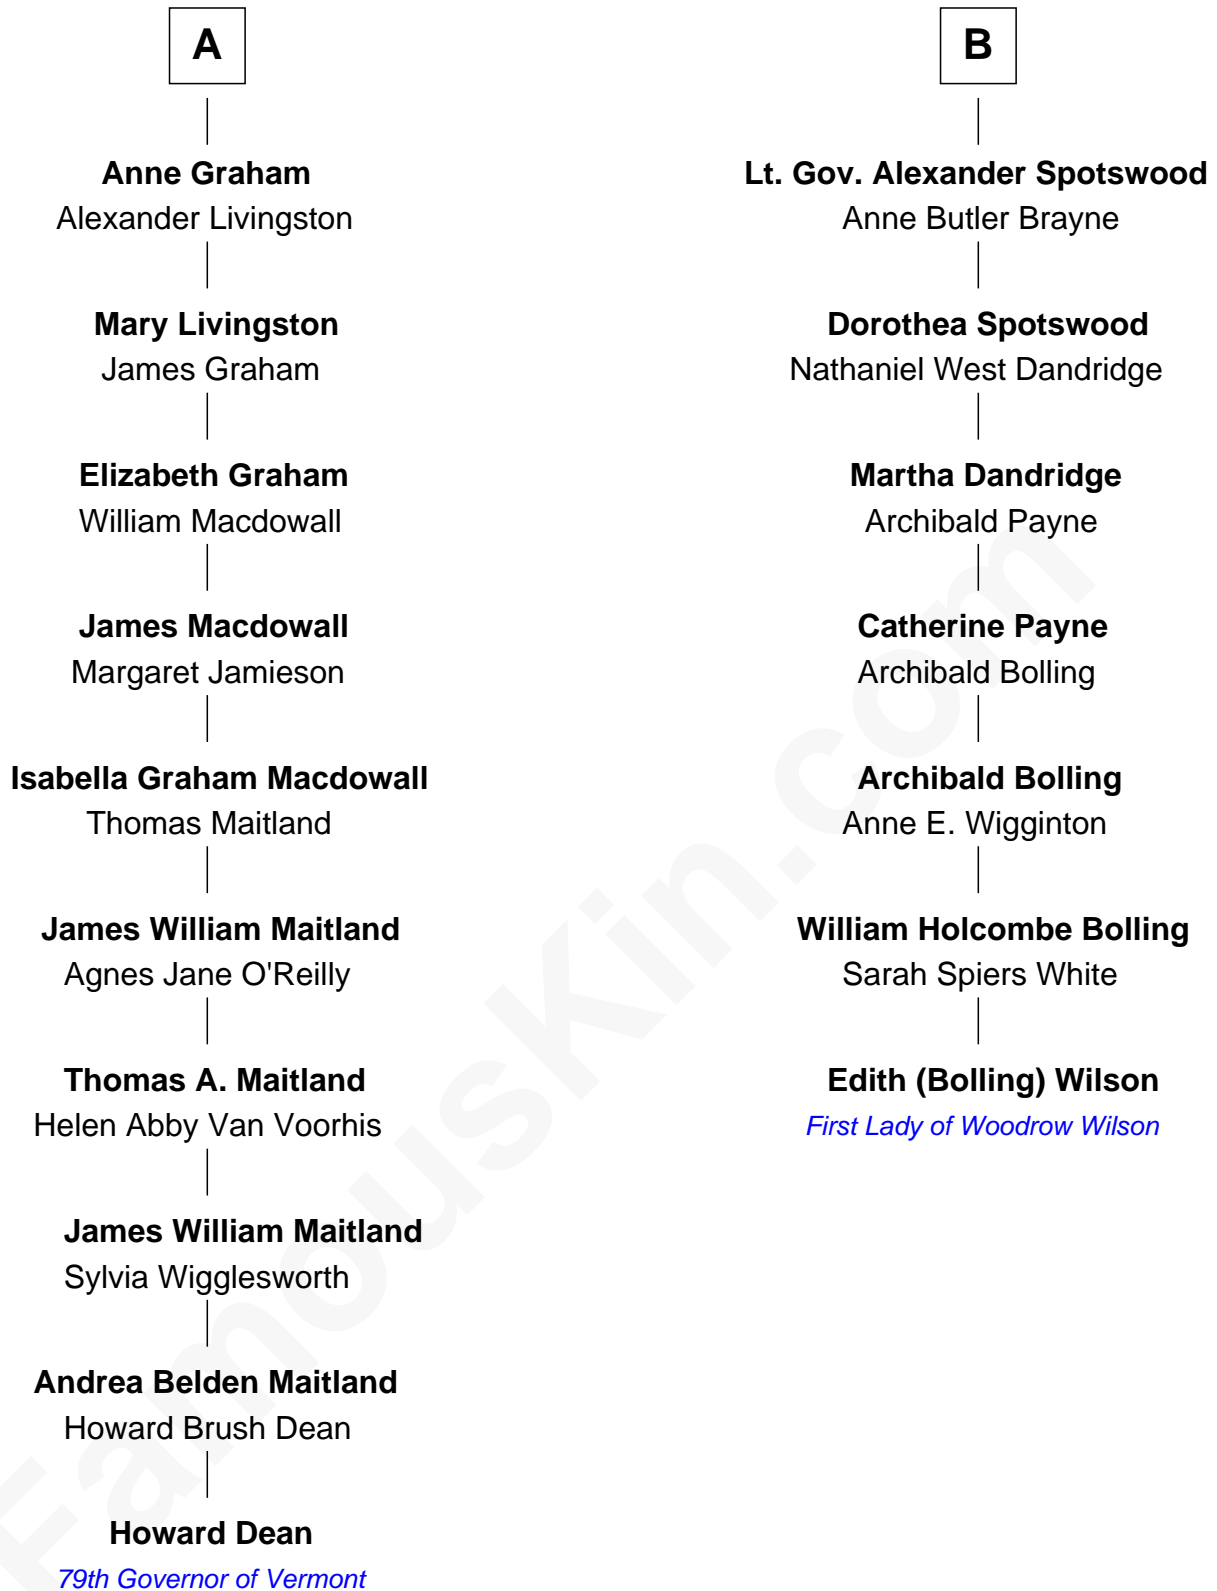 A
Anne Graham
Alexander Livingston
Mary Livingston
James Graham
Elizabeth Graham
William Macdowall
James Macdowall
Margaret Jamieson
Isabella Graham Macdowall
Thomas Maitland
James William Maitland
Agnes Jane O'Reilly
Thomas A. Maitland
Helen Abby Van Voorhis
James William Maitland
Sylvia Wigglesworth
Andrea Belden Maitland
Howard Brush Dean
Howard Dean
79th Governor of Vermont
B
Lt. Gov. Alexander Spotswood
Anne Butler Brayne
Dorothea Spotswood
Nathaniel West Dandridge
Martha Dandridge
Archibald Payne
Catherine Payne
Archibald Bolling
Archibald Bolling
Anne E. Wigginton
William Holcombe Bolling
Sarah Spiers White
Edith (Bolling) Wilson
First Lady of Woodrow Wilson
FamousKin.com